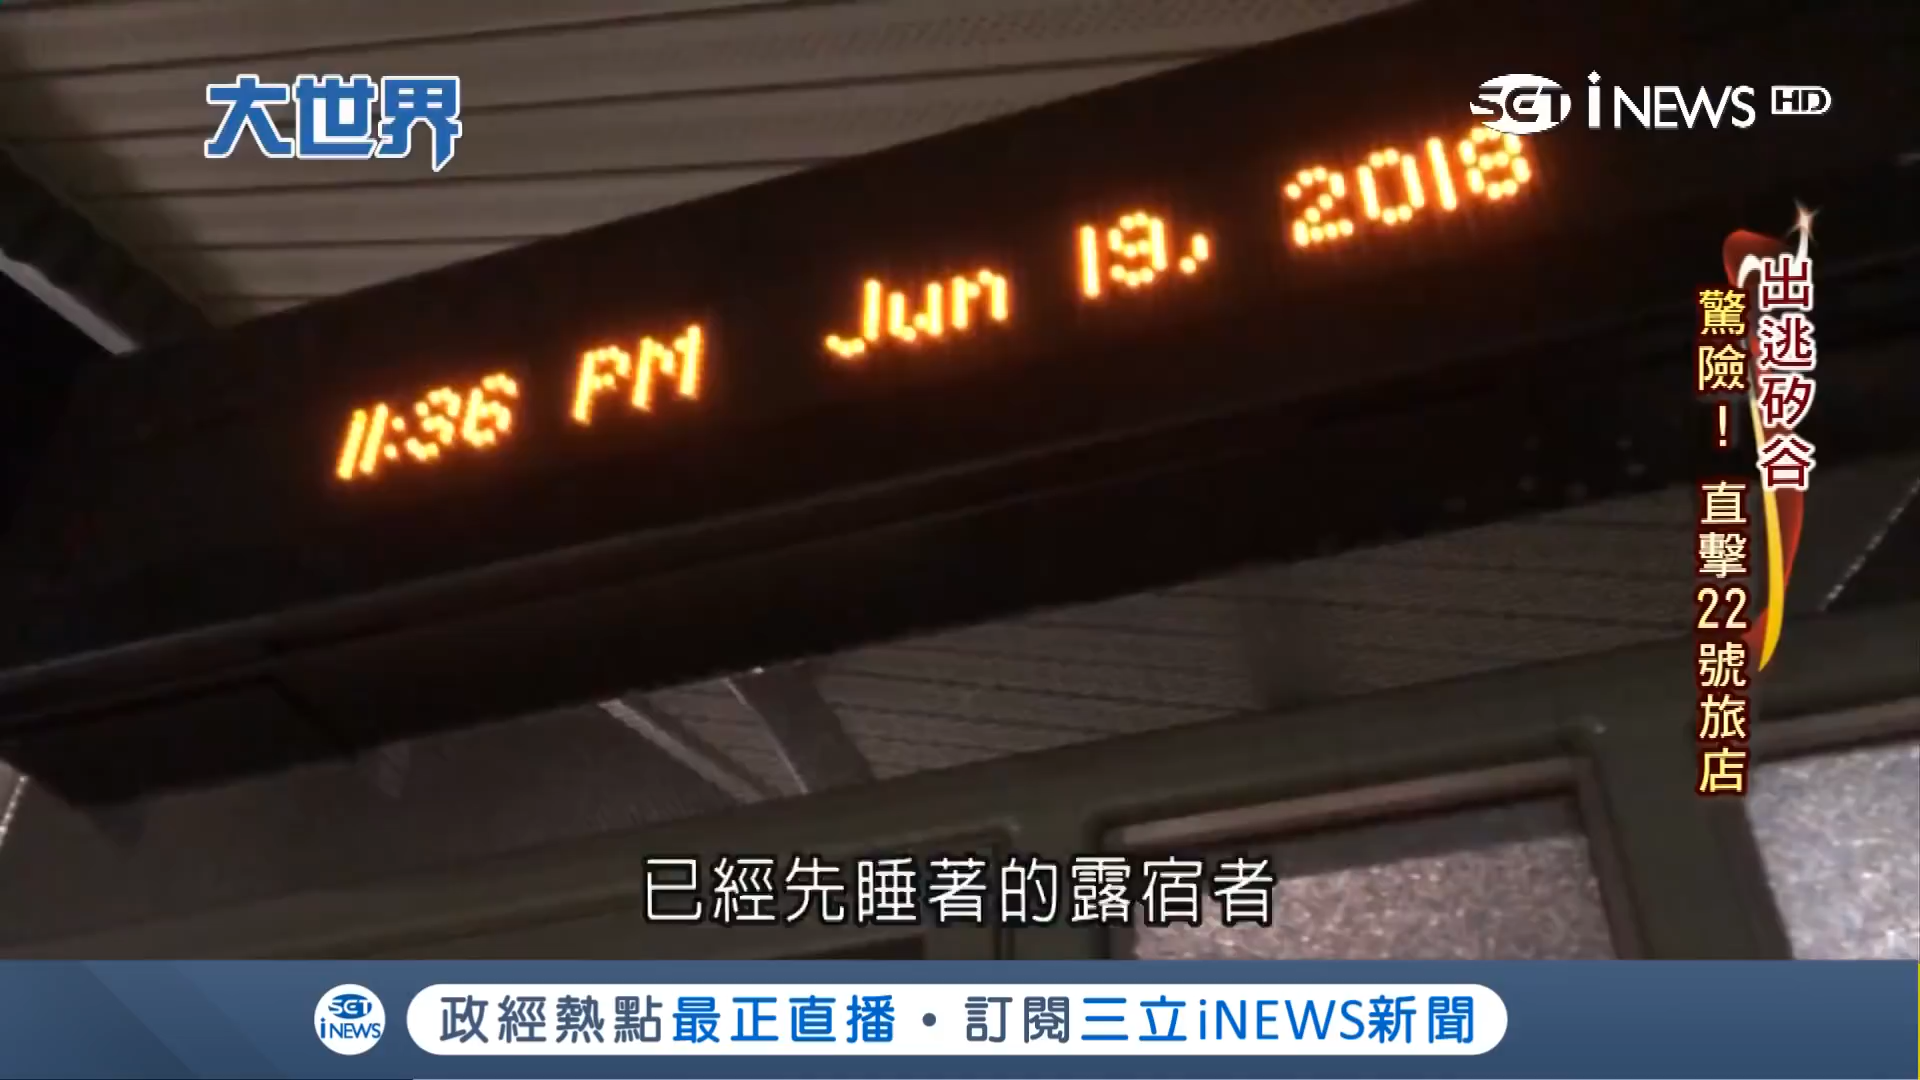 大世界
SET iNEWS HD
11:36 PM Jun 19, 2018
出逃矽谷
驚險！直擊22號旅店
已經先睡著的露宿者
SET iNEWS
政經熱點最正直播・訂閱三立iNEWS新聞